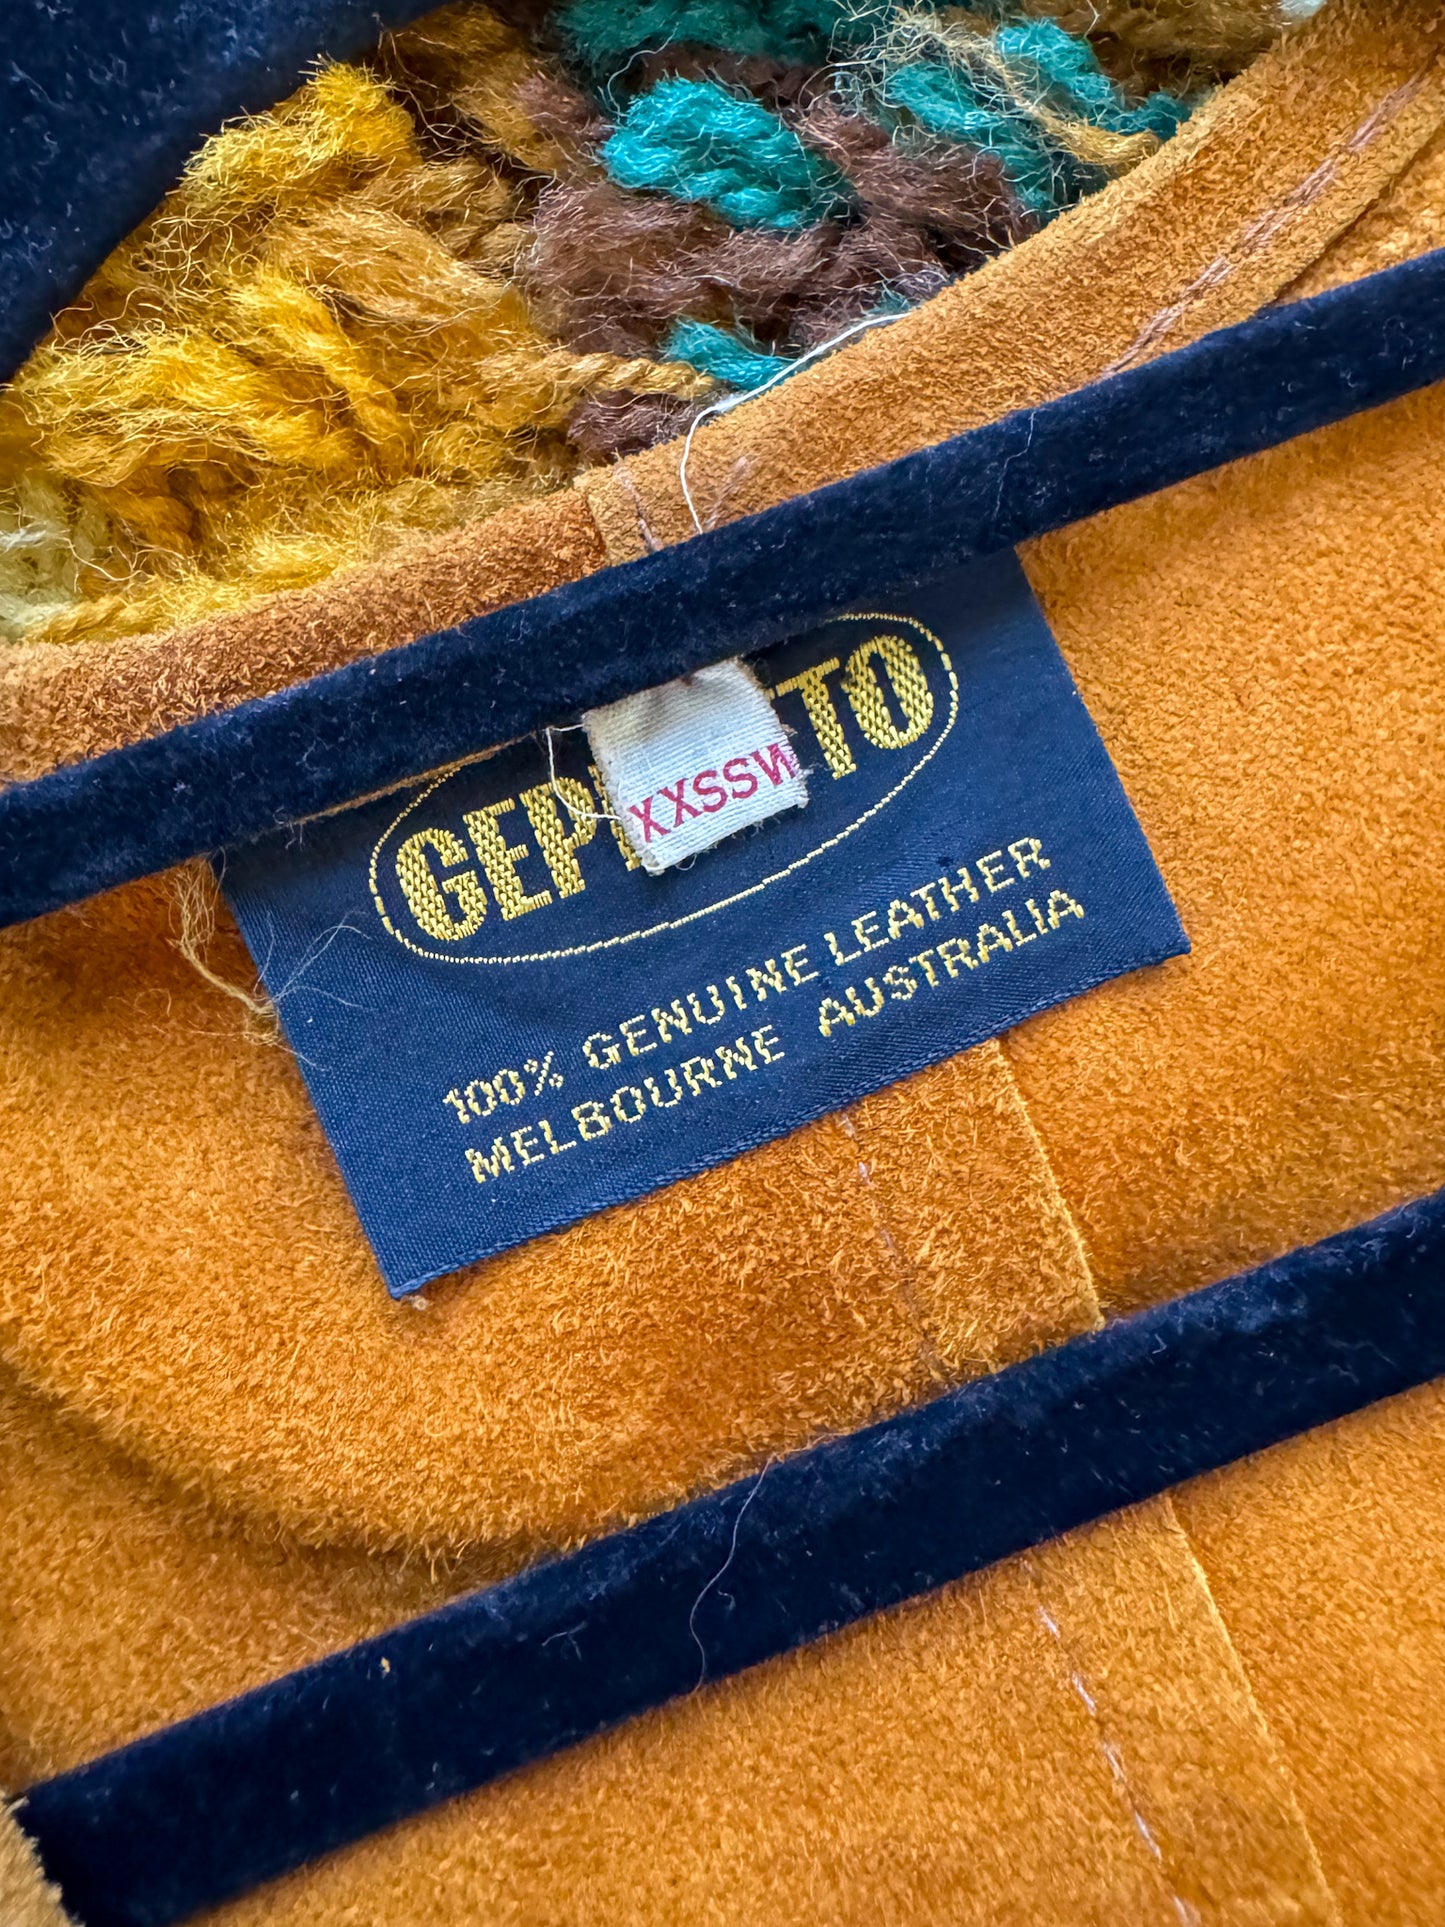 GEP TO
XXSSW
100% GENUINE LEATHER
MELBOURNE AUSTRALIA